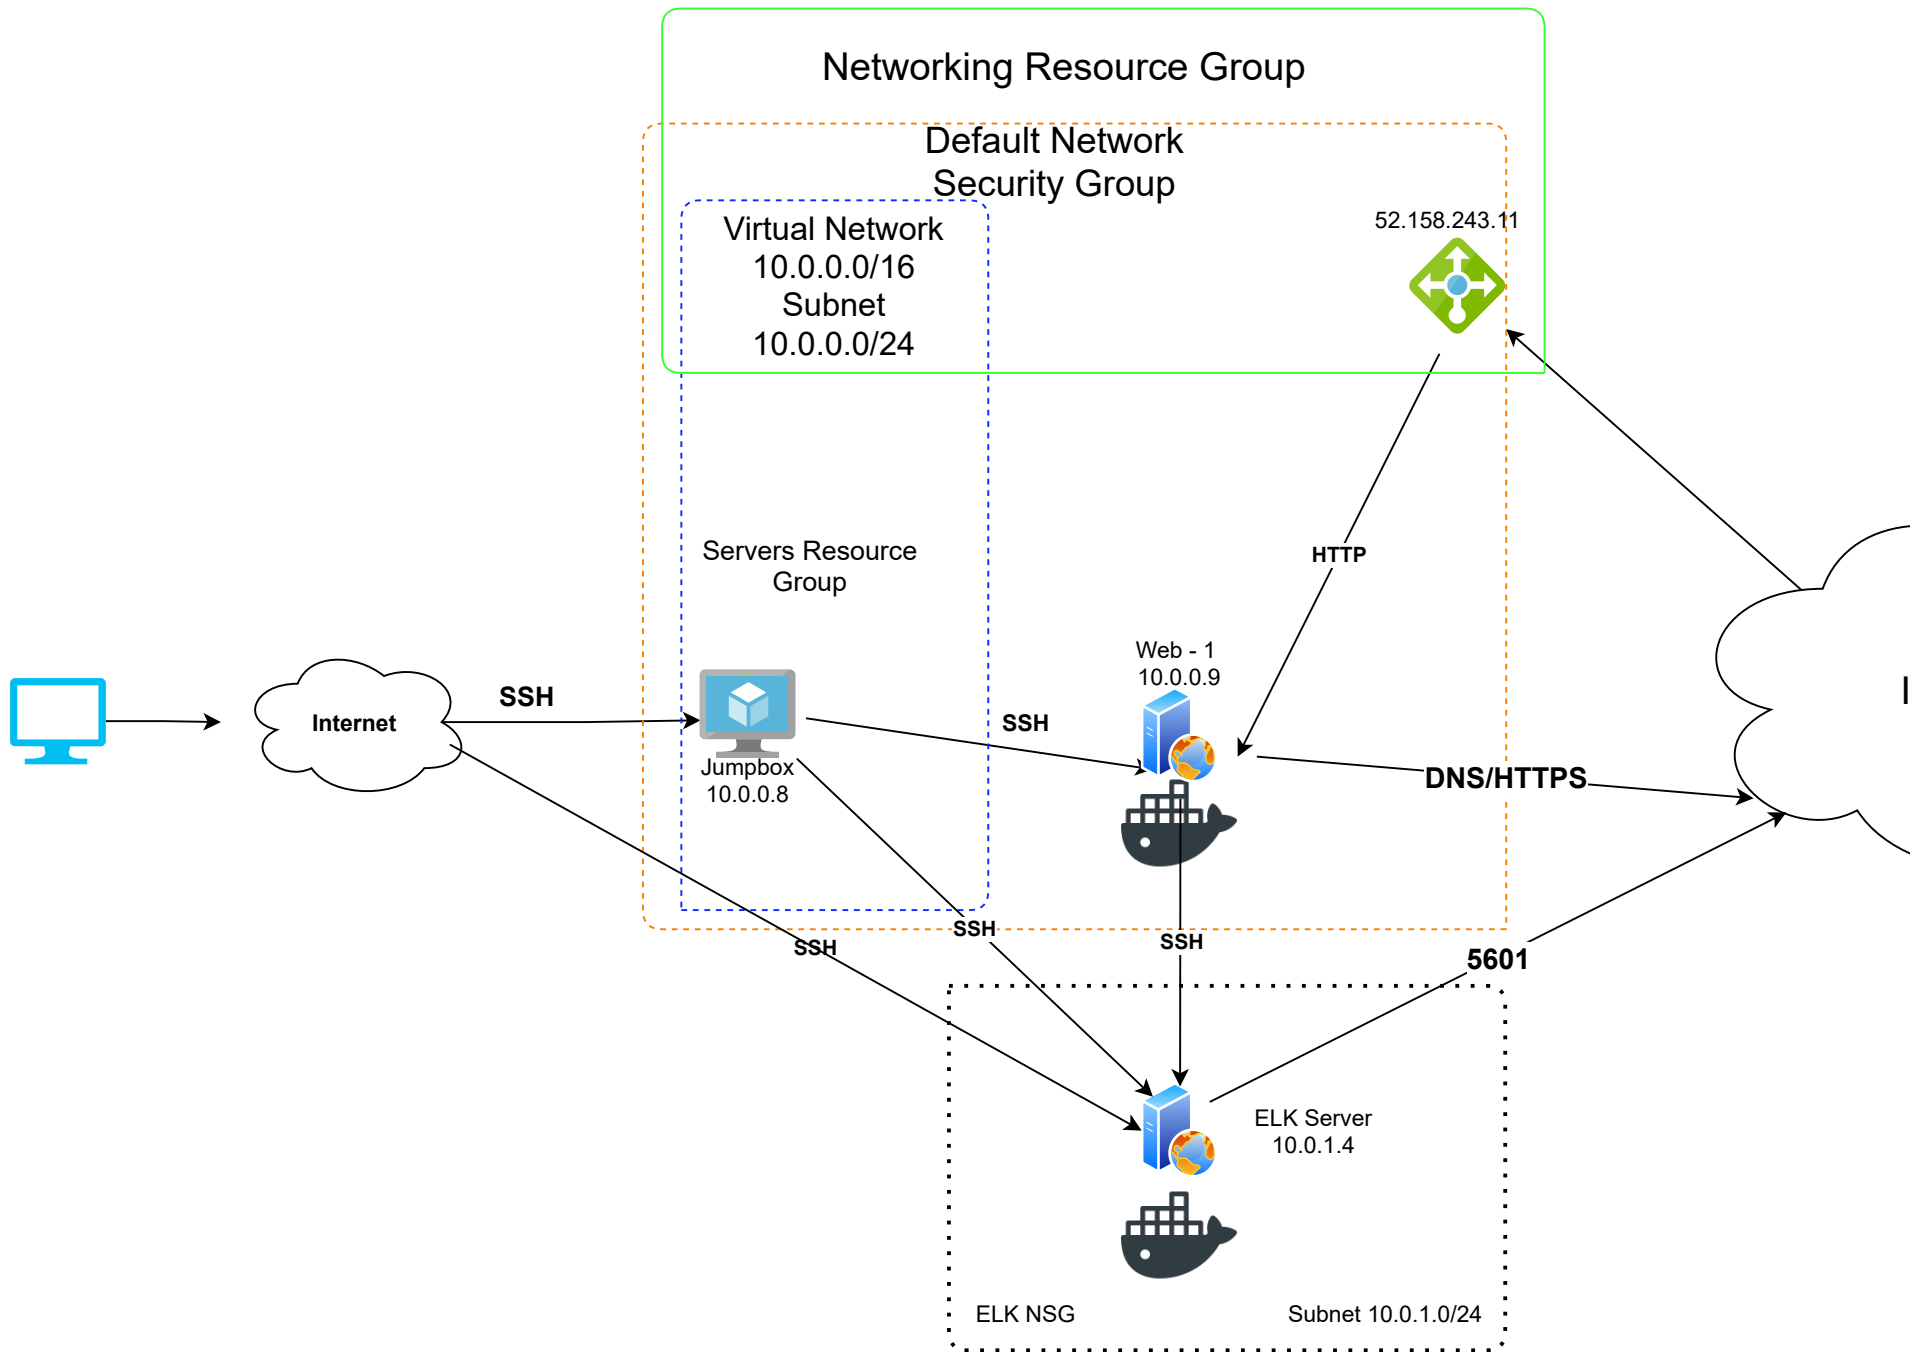 Networking Resource Group
Default Network
Security Group
Virtual Network
10.0.0.0/16
Subnet
10.0.0.0/24
52.158.243.11
Servers Resource
Group
HTTP
Web - 1
10.0.0.9
Internet
SSH
SSH
Jumpbox
10.0.0.8
DNS/HTTPS
SSH
SSH
SSH
5601
ELK Server
10.0.1.4
ELK NSG
Subnet 10.0.1.0/24